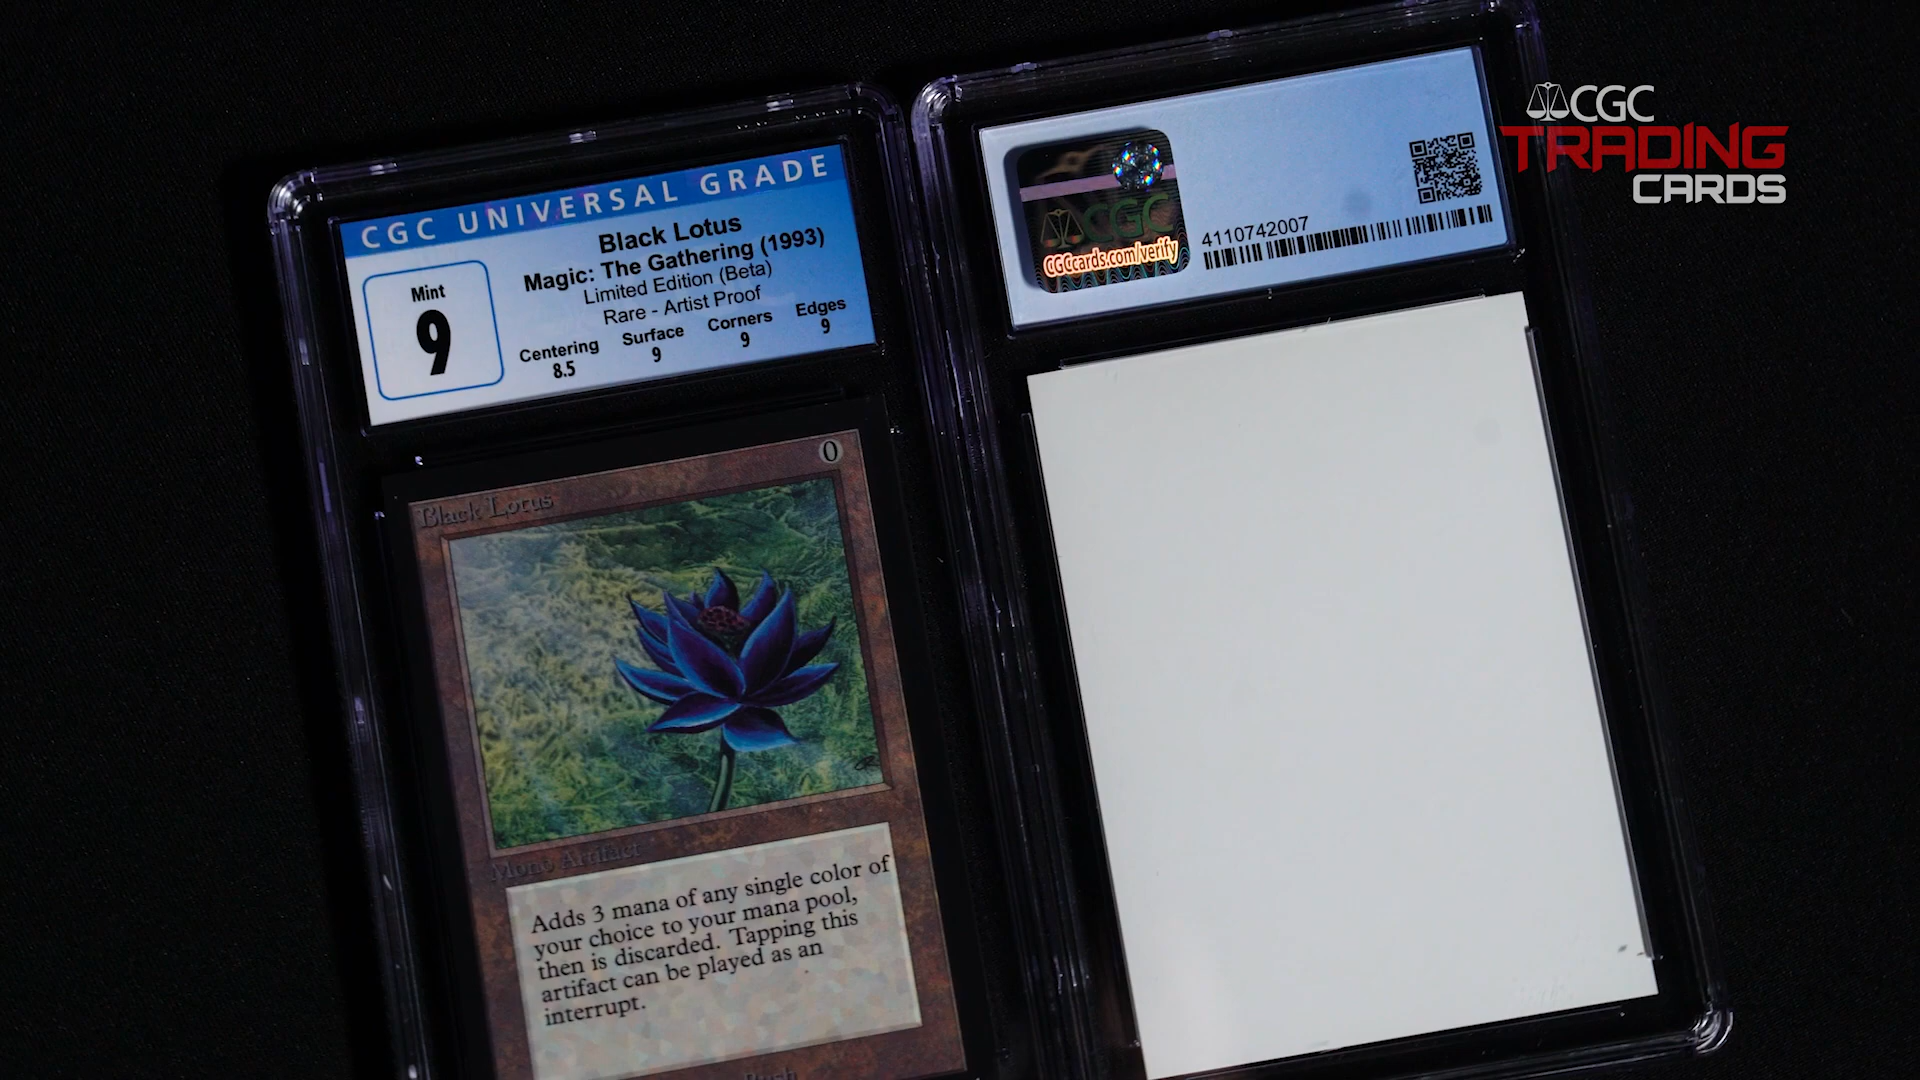 CGC UNIVERSAL GRADE
Mint
9
Black Lotus
Magic: The Gathering (1993)
Limited Edition (Beta)
Rare - Artist Proof
Centering Surface Corners Edges
8.5 9 9 9
0
Black Lotus
Mono Artifact
Adds 3 mana of any single color of
your choice to your mana pool,
then is discarded. Tapping this
artifact can be played as an
interrupt.
CGC
CGCcards.com/verify
4110742007
CGC
TRADING
CARDS